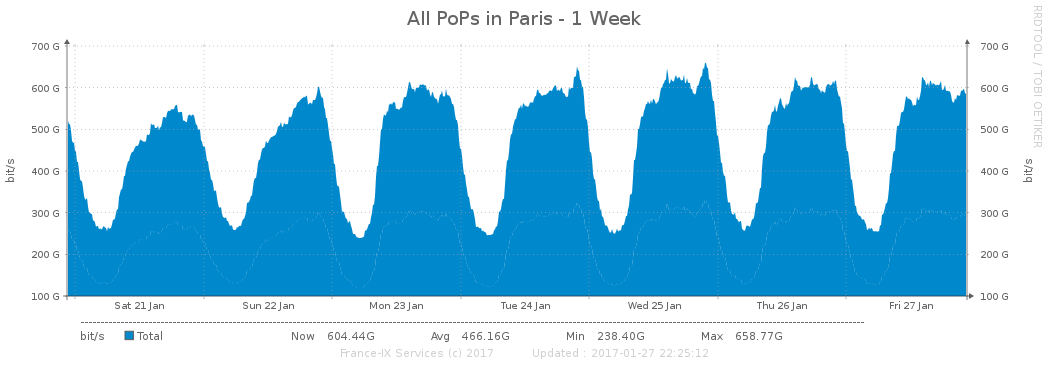 All PoPs in Paris - 1 Week
RRDTOOL / TOBI OETIKER
bit/s
bit/s
700 G 700 G
600 G 600 G
500 G 500 G
400 G 400 G
300 G 300 G
200 G 200 G
100 G 100 G
Sat 21 Jan Sun 22 Jan Mon 23 Jan Tue 24 Jan Wed 25 Jan Thu 26 Jan Fri 27 Jan
bit/s Total Now 604.44G Avg 466.16G Min 238.40G Max 658.77G
France-IX Services (c) 2017 Updated : 2017-01-27 22:25:12